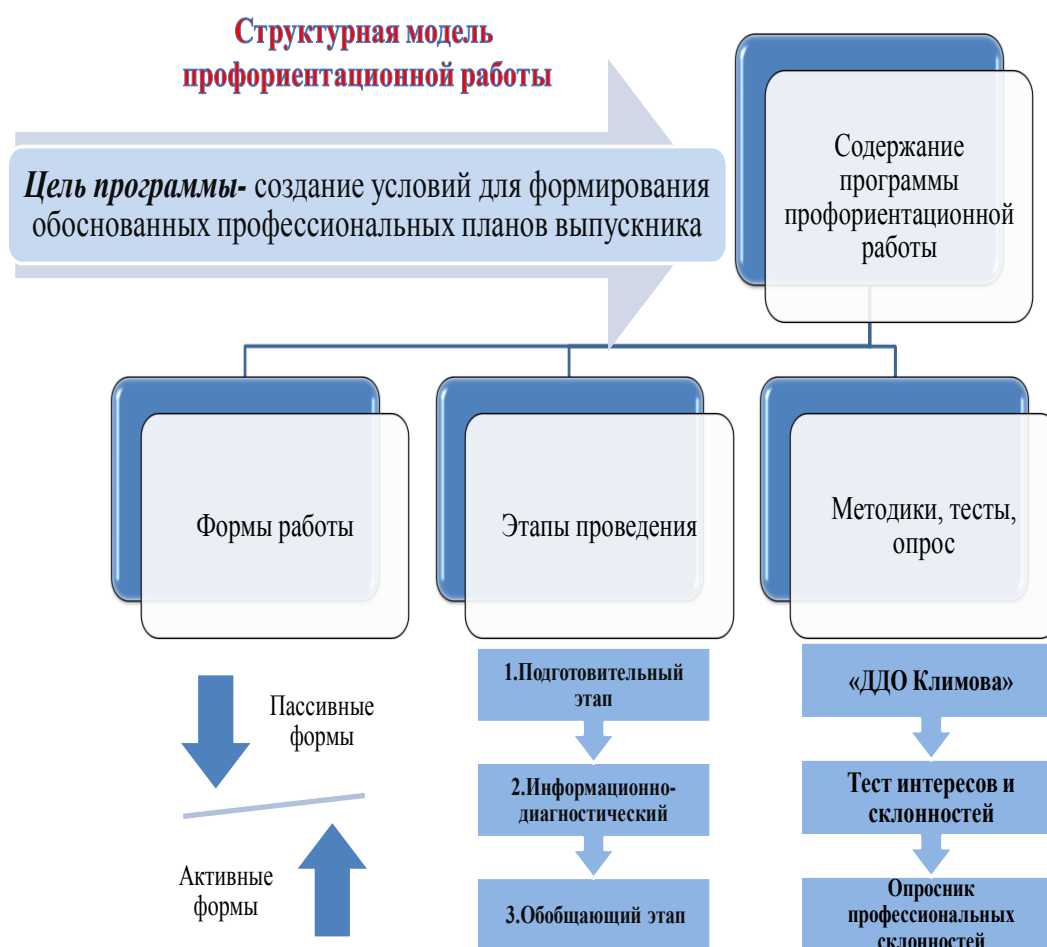 Структурная модель
профориентационной работы
Цель программы- создание условий для формирования
обоснованных профессиональных планов выпускника
Содержание
программы
профориентационной
работы
Формы работы
Этапы проведения
Методики, тесты,
опрос
Пассивные
формы
Активные
формы
1.Подготовительный
этап
2.Информационно-
диагностический
3.Обобщающий этап
«ДДО Климова»
Тест интересов и
склонностей
Опросник
профессиональных
склонностей